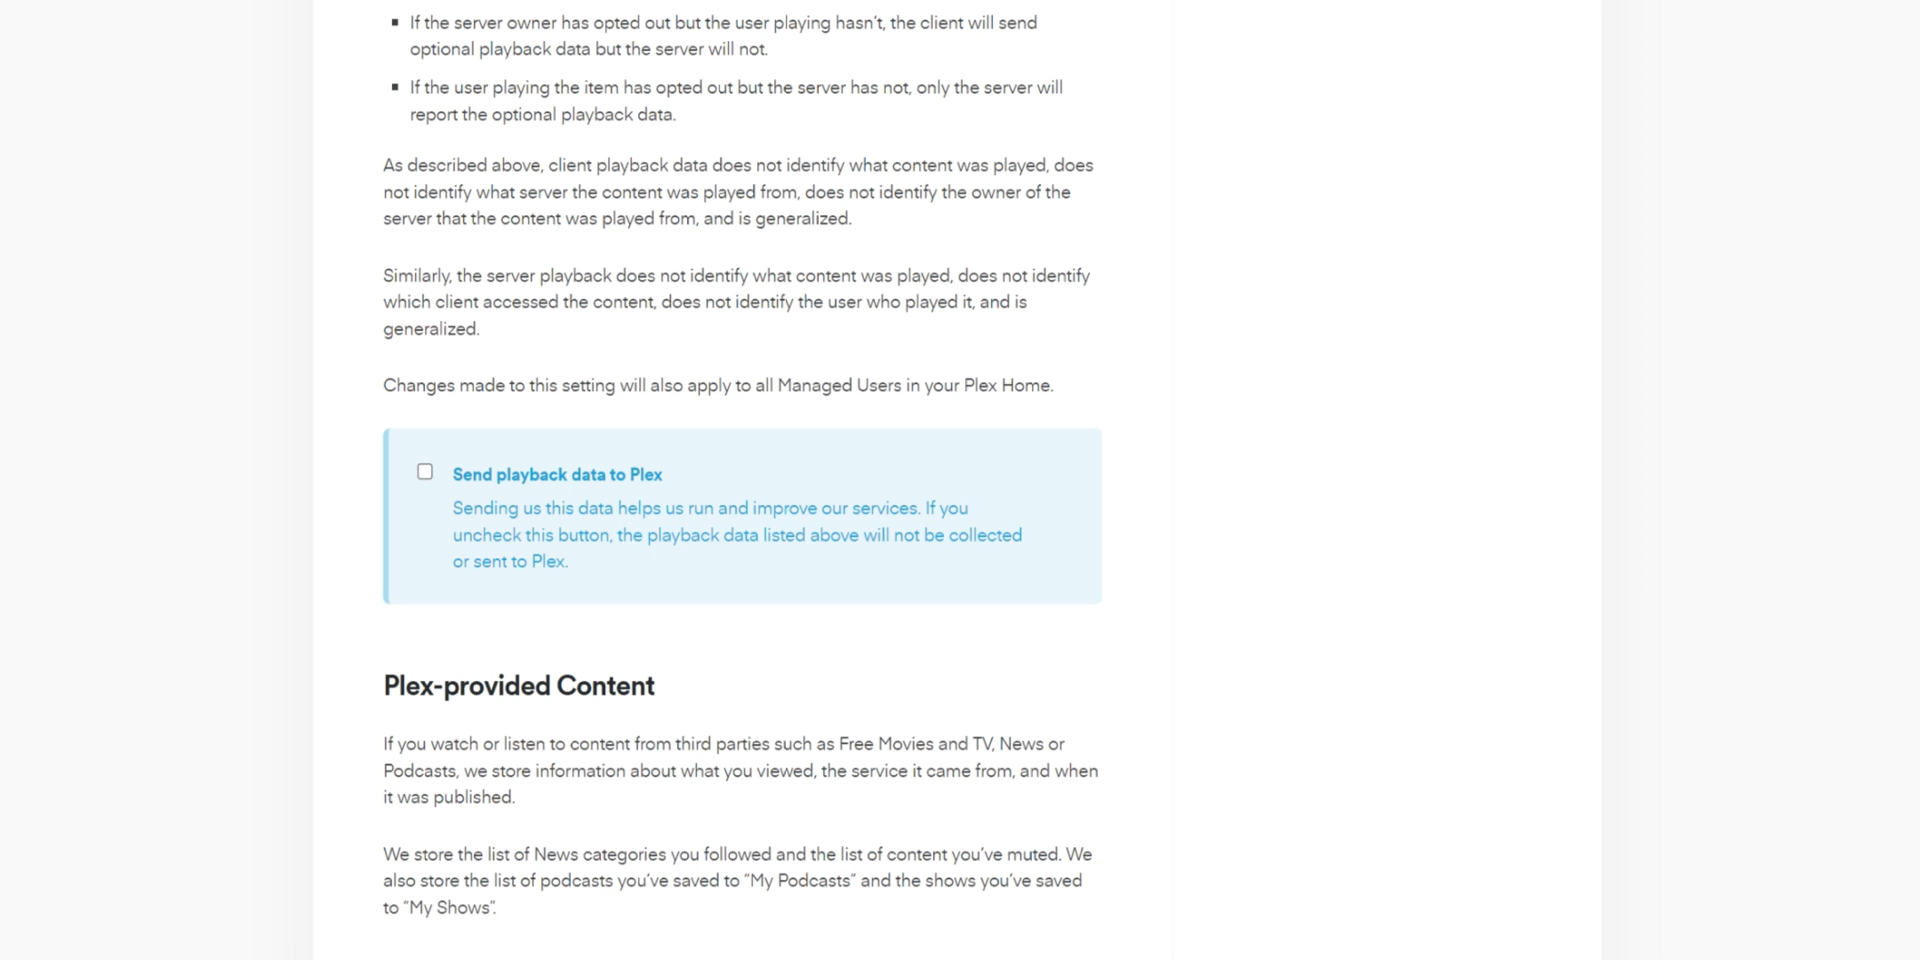 If the server owner has opted out but the user playing hasn’t, the client will send
optional playback data but the server will not.
If the user playing the item has opted out but the server has not, only the server will
report the optional playback data.
As described above, client playback data does not identify what content was played, does
not identify what server the content was played from, does not identify the owner of the
server that the content was played from, and is generalized.
Similarly, the server playback does not identify what content was played, does not identify
which client accessed the content, does not identify the user who played it, and is
generalized.
Changes made to this setting will also apply to all Managed Users in your Plex Home.
Send playback data to Plex
Sending us this data helps us run and improve our services. If you
uncheck this button, the playback data listed above will not be collected
or sent to Plex.
Plex-provided Content
If you watch or listen to content from third parties such as Free Movies and TV, News or
Podcasts, we store information about what you viewed, the service it came from, and when
it was published.
We store the list of News categories you followed and the list of content you’ve muted. We
also store the list of podcasts you’ve saved to “My Podcasts” and the shows you’ve saved
to “My Shows”.